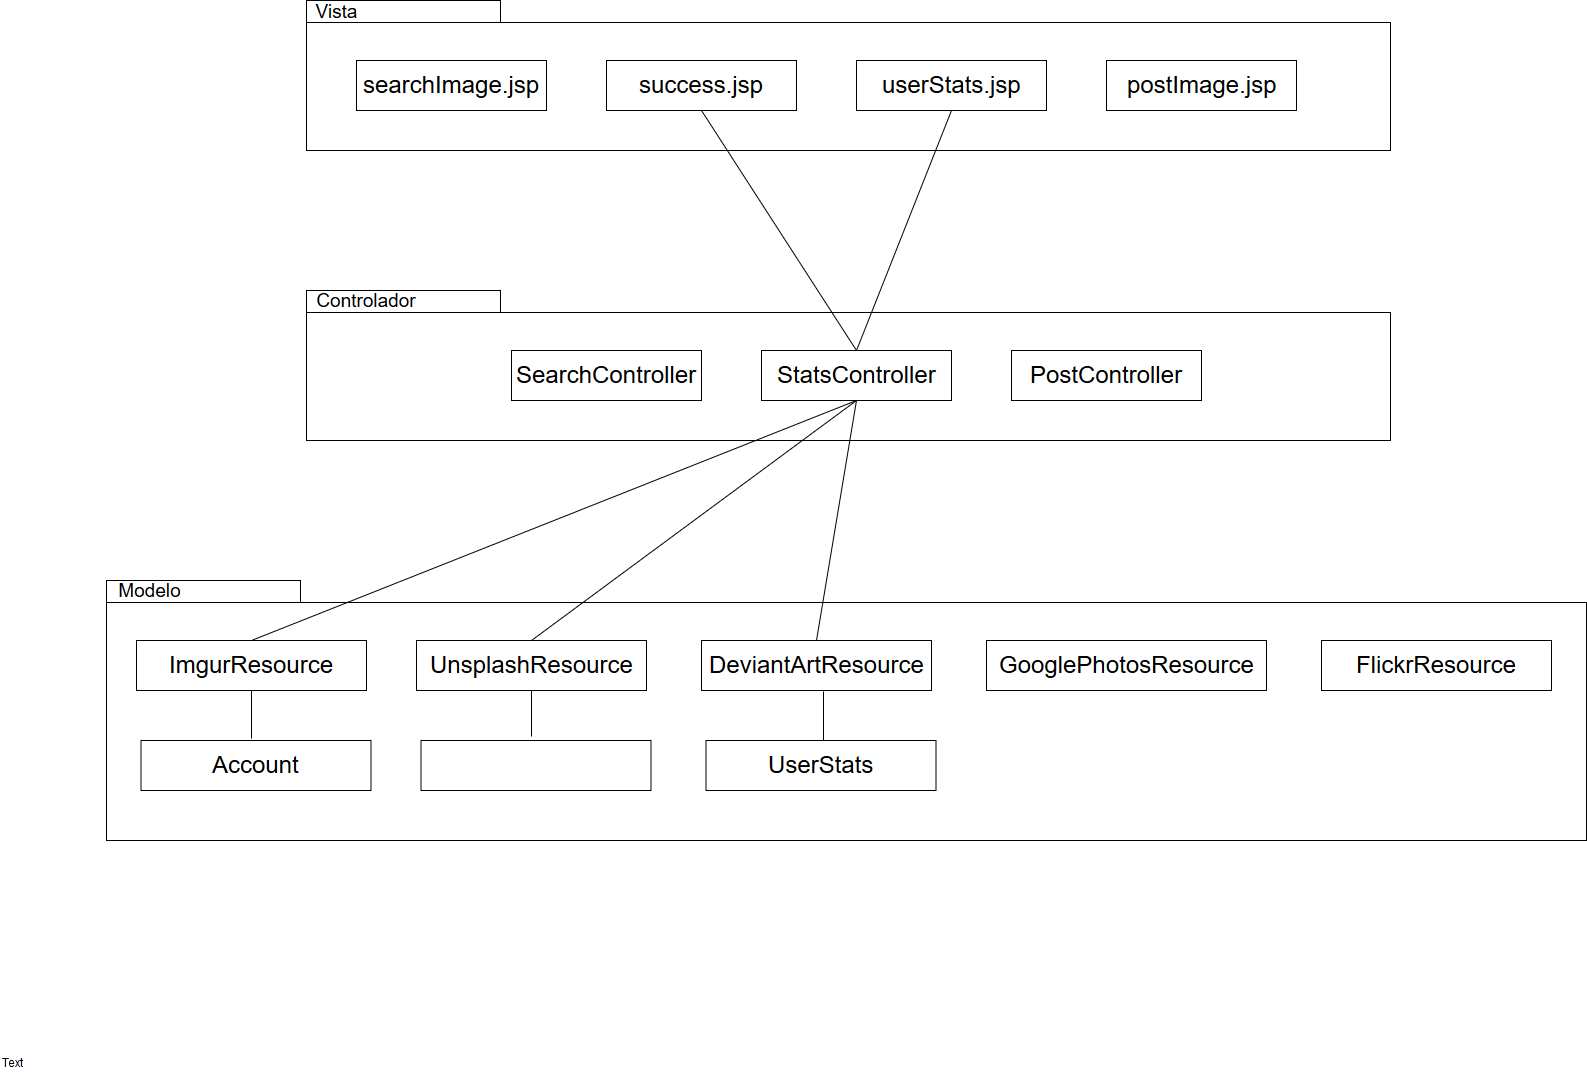 Vista
searchImage.jsp
success.jsp
userStats.jsp
postImage.jsp
Controlador
SearchController
StatsController
PostController
Modelo
ImgurResource
UnsplashResource
DeviantArtResource
GooglePhotosResource
FlickrResource
Account
UserStats
Text